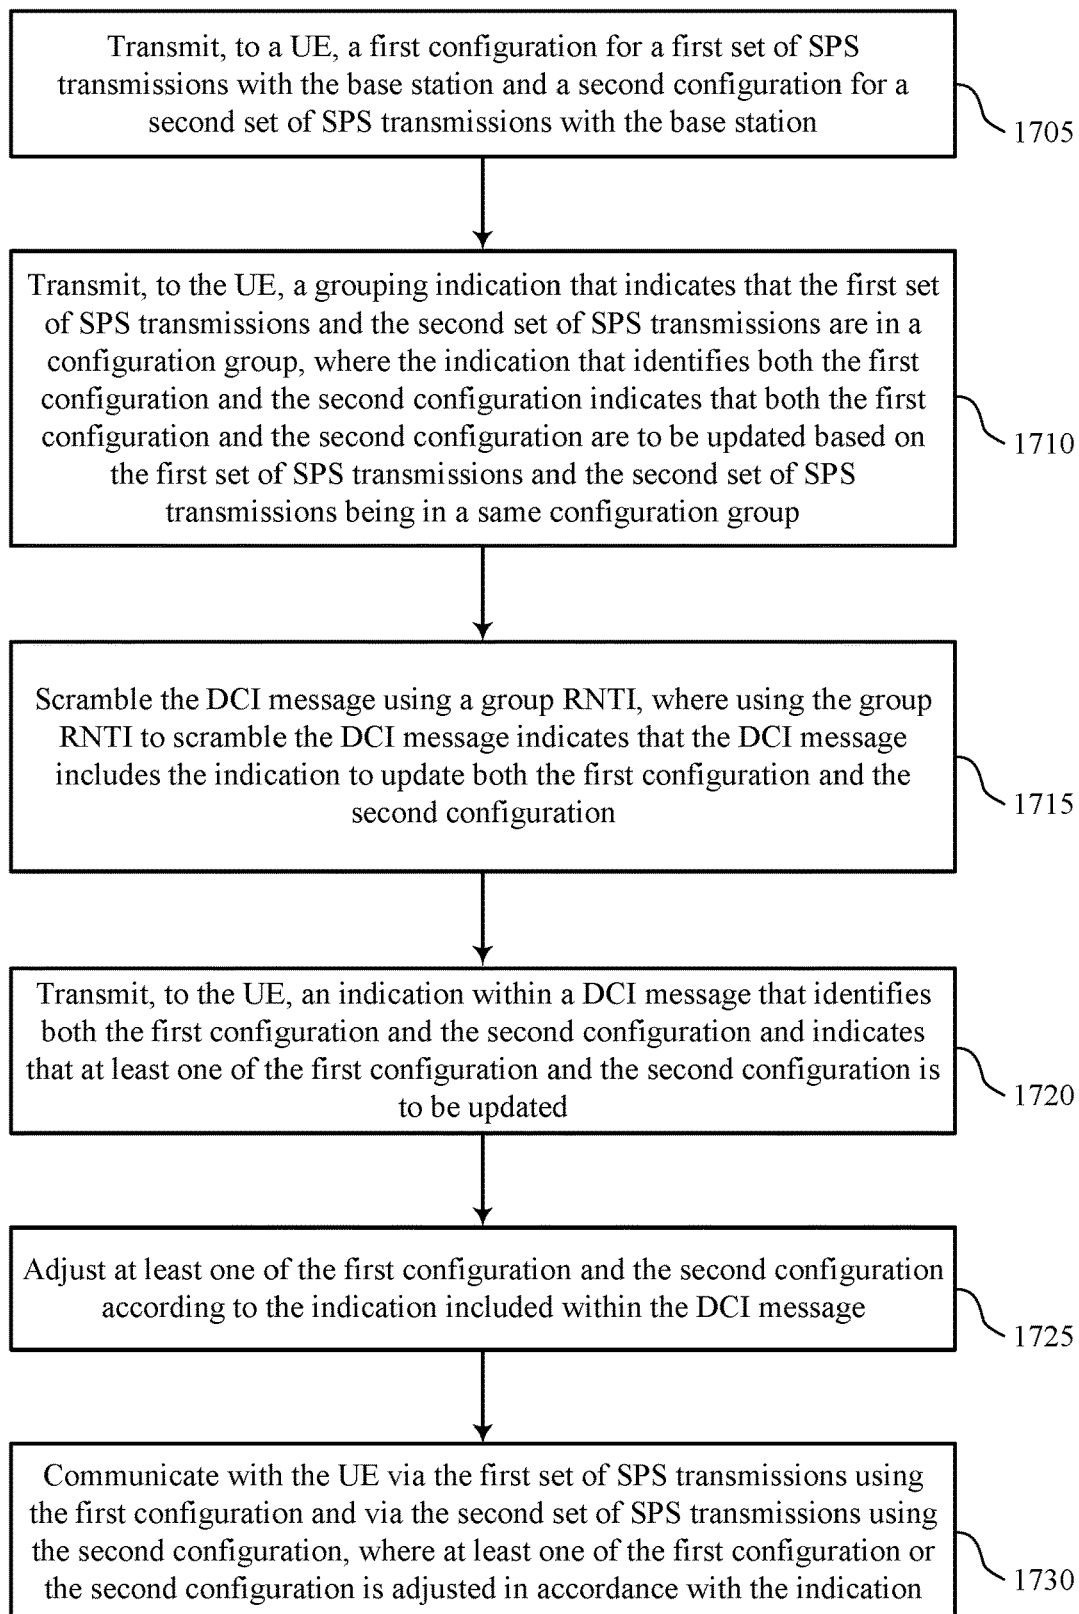 Transmit, to a UE, a first configuration for a first set of SPS
transmissions with the base station and a second configuration for a
second set of SPS transmissions with the base station
1705
Transmit, to the UE, a grouping indication that indicates that the first set
of SPS transmissions and the second set of SPS transmissions are in a
configuration group, where the indication that identifies both the first
configuration and the second configuration indicates that both the first
configuration and the second configuration are to be updated based on
the first set of SPS transmissions and the second set of SPS
transmissions being in a same configuration group
1710
Scramble the DCI message using a group RNTI, where using the group
RNTI to scramble the DCI message indicates that the DCI message
includes the indication to update both the first configuration and the
second configuration
1715
Transmit, to the UE, an indication within a DCI message that identifies
both the first configuration and the second configuration and indicates
that at least one of the first configuration and the second configuration is
to be updated
1720
Adjust at least one of the first configuration and the second configuration
according to the indication included within the DCI message
1725
Communicate with the UE via the first set of SPS transmissions using
the first configuration and via the second set of SPS transmissions using
the second configuration, where at least one of the first configuration or
the second configuration is adjusted in accordance with the indication
1730